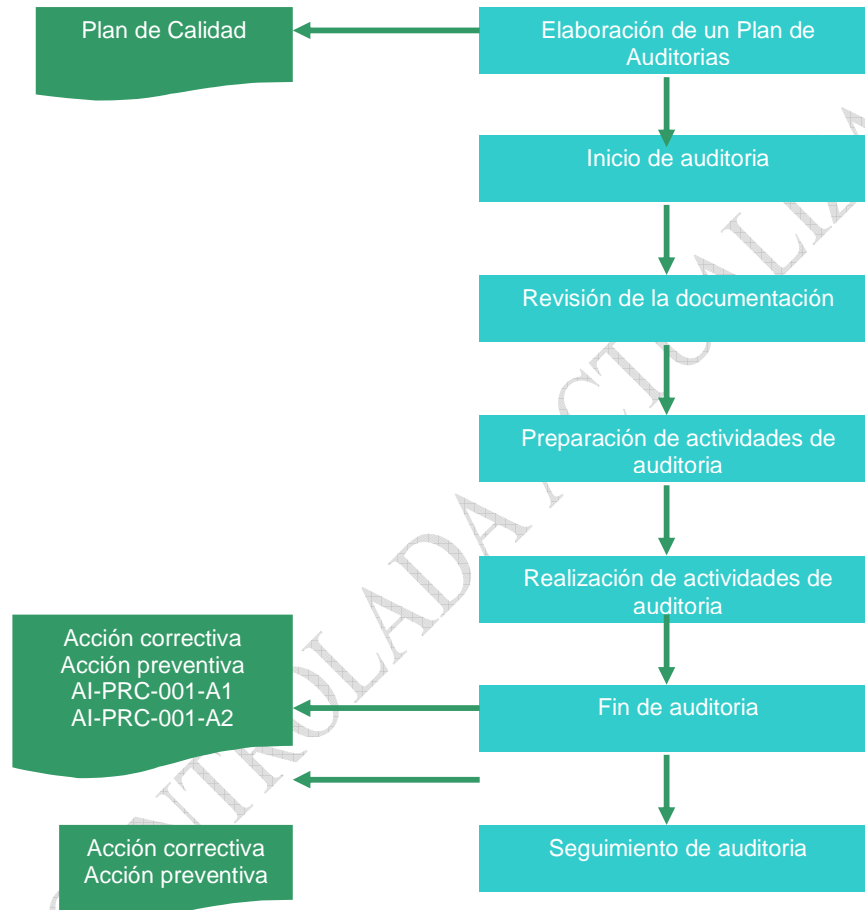 Plan de Calidad
Elaboración de un Plan de
Auditorias
Inicio de auditoria
Revisión de la documentación
Preparación de actividades de
auditoria
Realización de actividades de
auditoria
Acción correctiva
Acción preventiva
AI-PRC-001-A1
AI-PRC-001-A2
Fin de auditoria
Acción correctiva
Acción preventiva
Seguimiento de auditoria